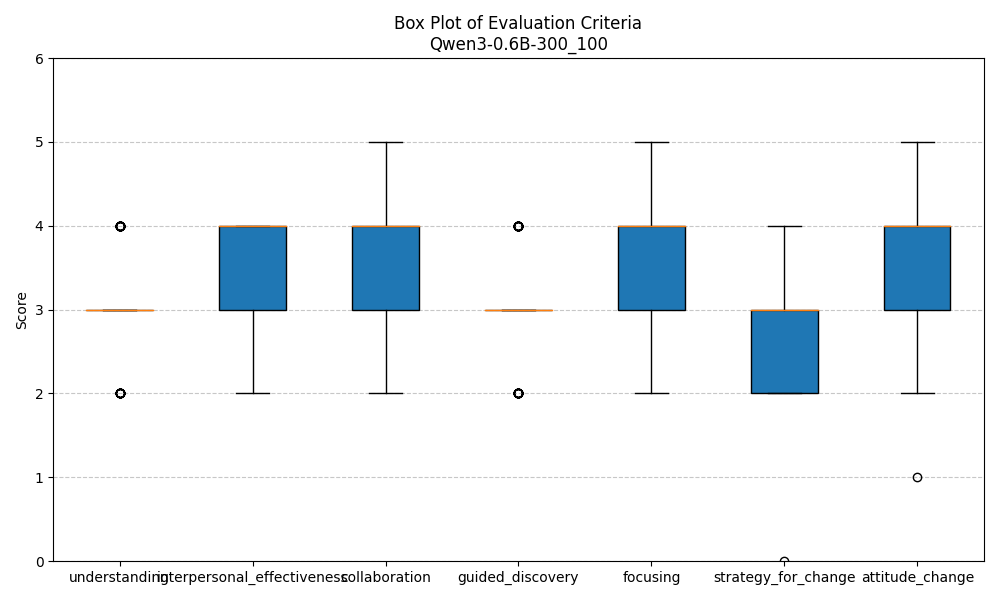 Box Plot of Evaluation Criteria
Qwen3-0.6B-300_100
6
5
4
3
2
1
0
Score
understanding interpersonal_effectiveness collaboration guided_discovery focusing strategy_for_change attitude_change